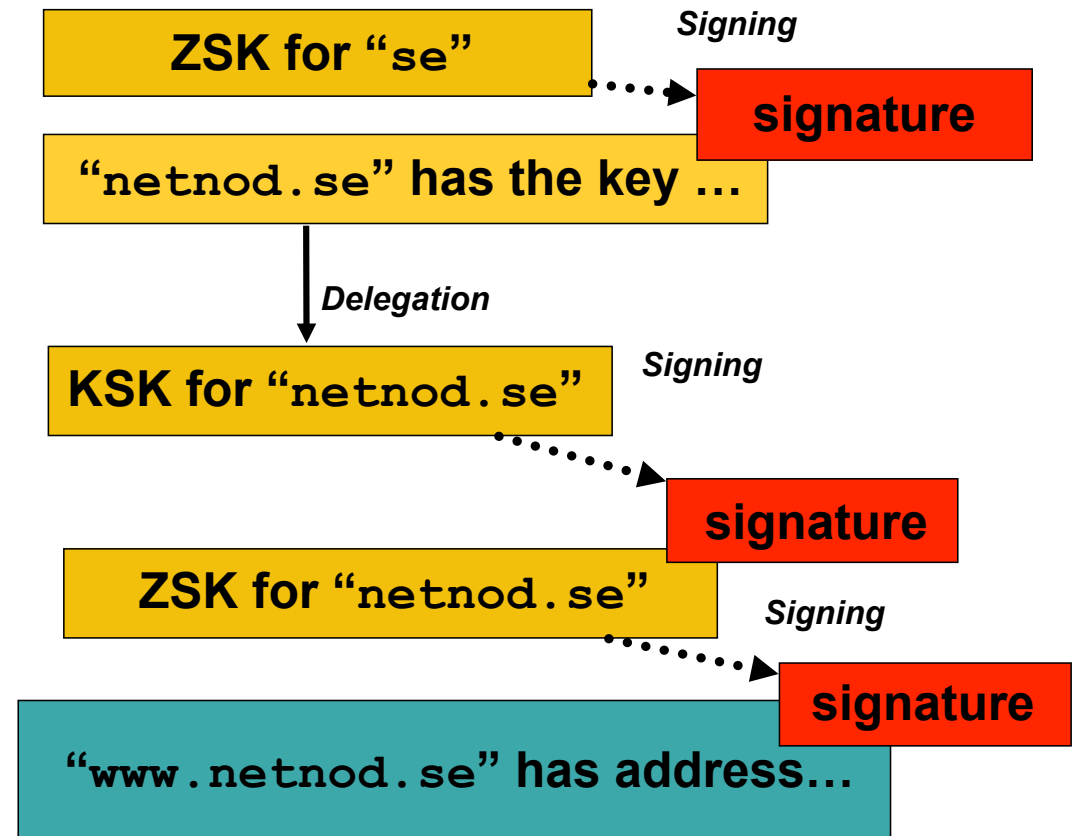 Signing
ZSK for “se”
signature
“netnod.se” has the key …
Delegation
KSK for “netnod.se”
Signing
signature
ZSK for “netnod.se”
Signing
signature
“www.netnod.se” has address…